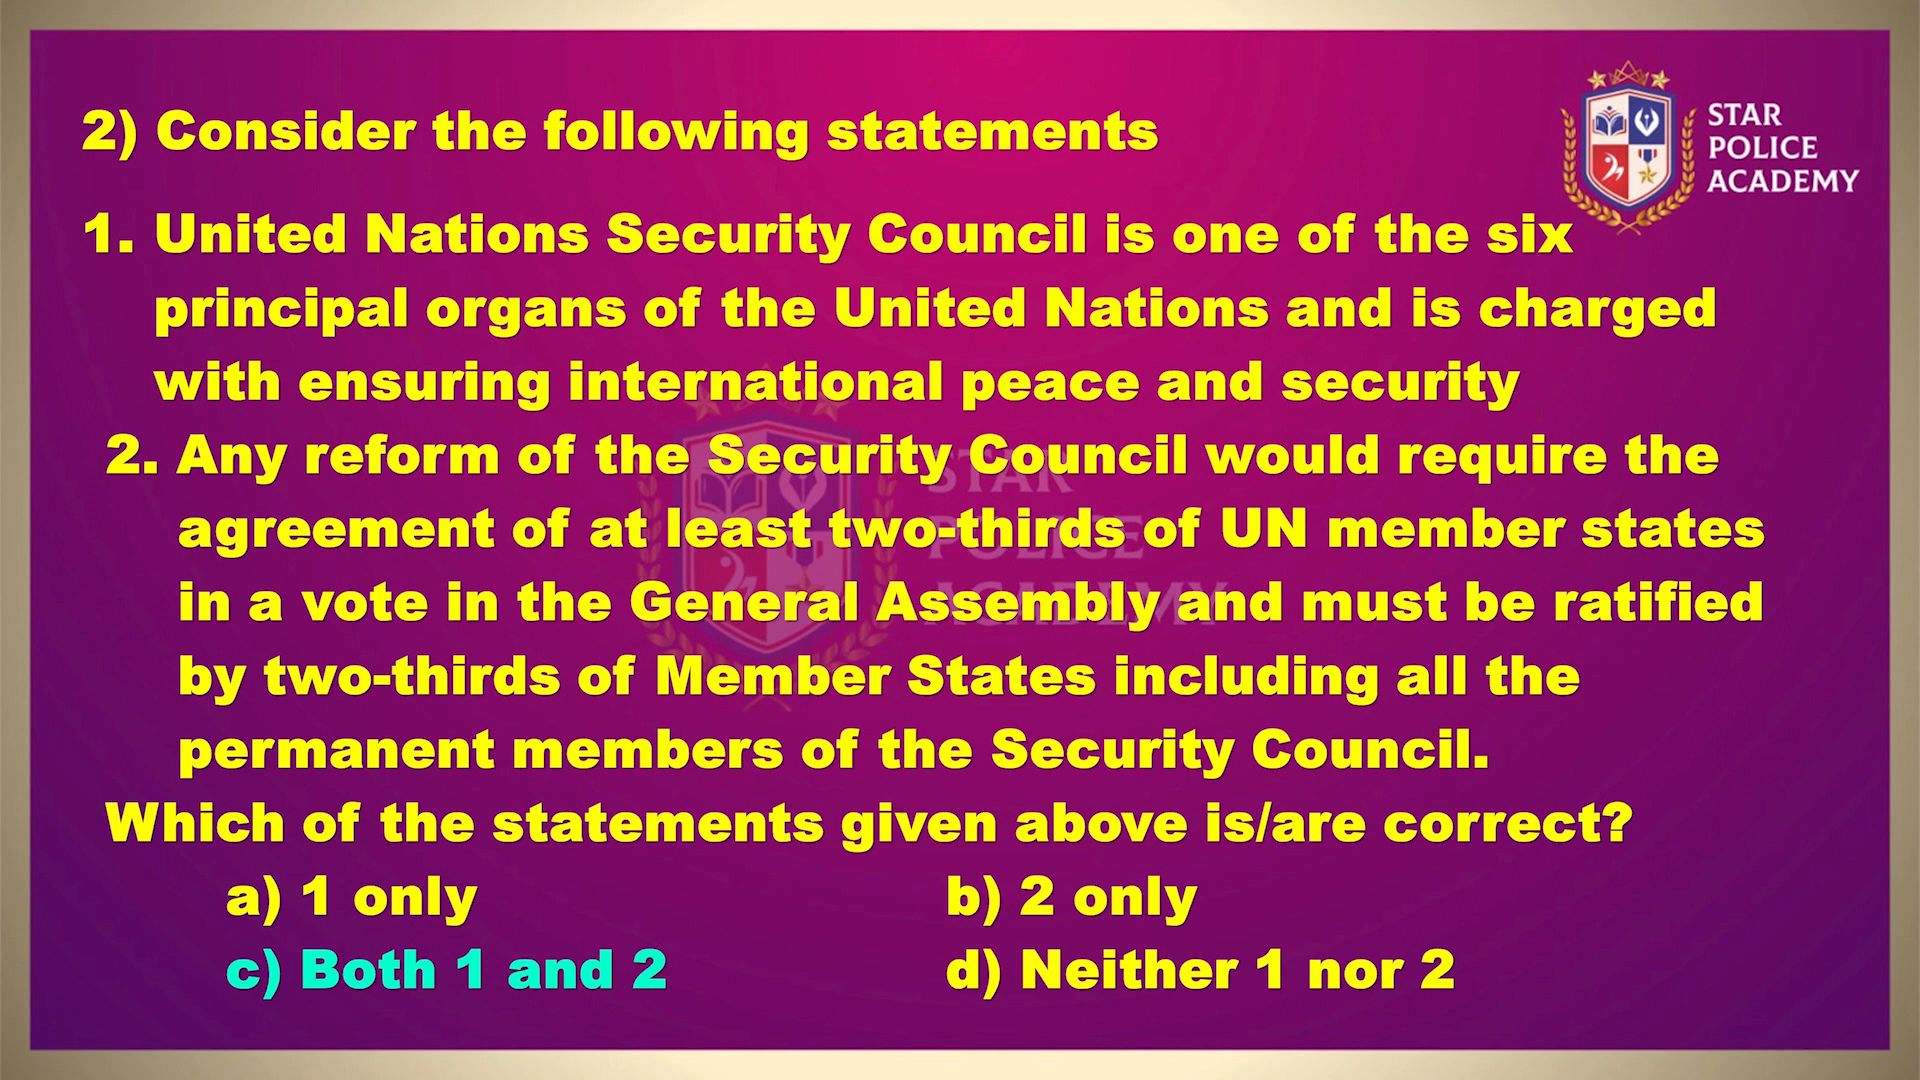 STAR
POLICE
ACADEMY
2) Consider the following statements
1. United Nations Security Council is one of the six
principal organs of the United Nations and is charged
with ensuring international peace and security
2. Any reform of the Security Council would require the
agreement of at least two-thirds of UN member states
in a vote in the General Assembly and must be ratified
by two-thirds of Member States including all the
permanent members of the Security Council.
Which of the statements given above is/are correct?
a) 1 only
b) 2 only
c) Both 1 and 2
d) Neither 1 nor 2
STAR
POLICE
ACADEMY